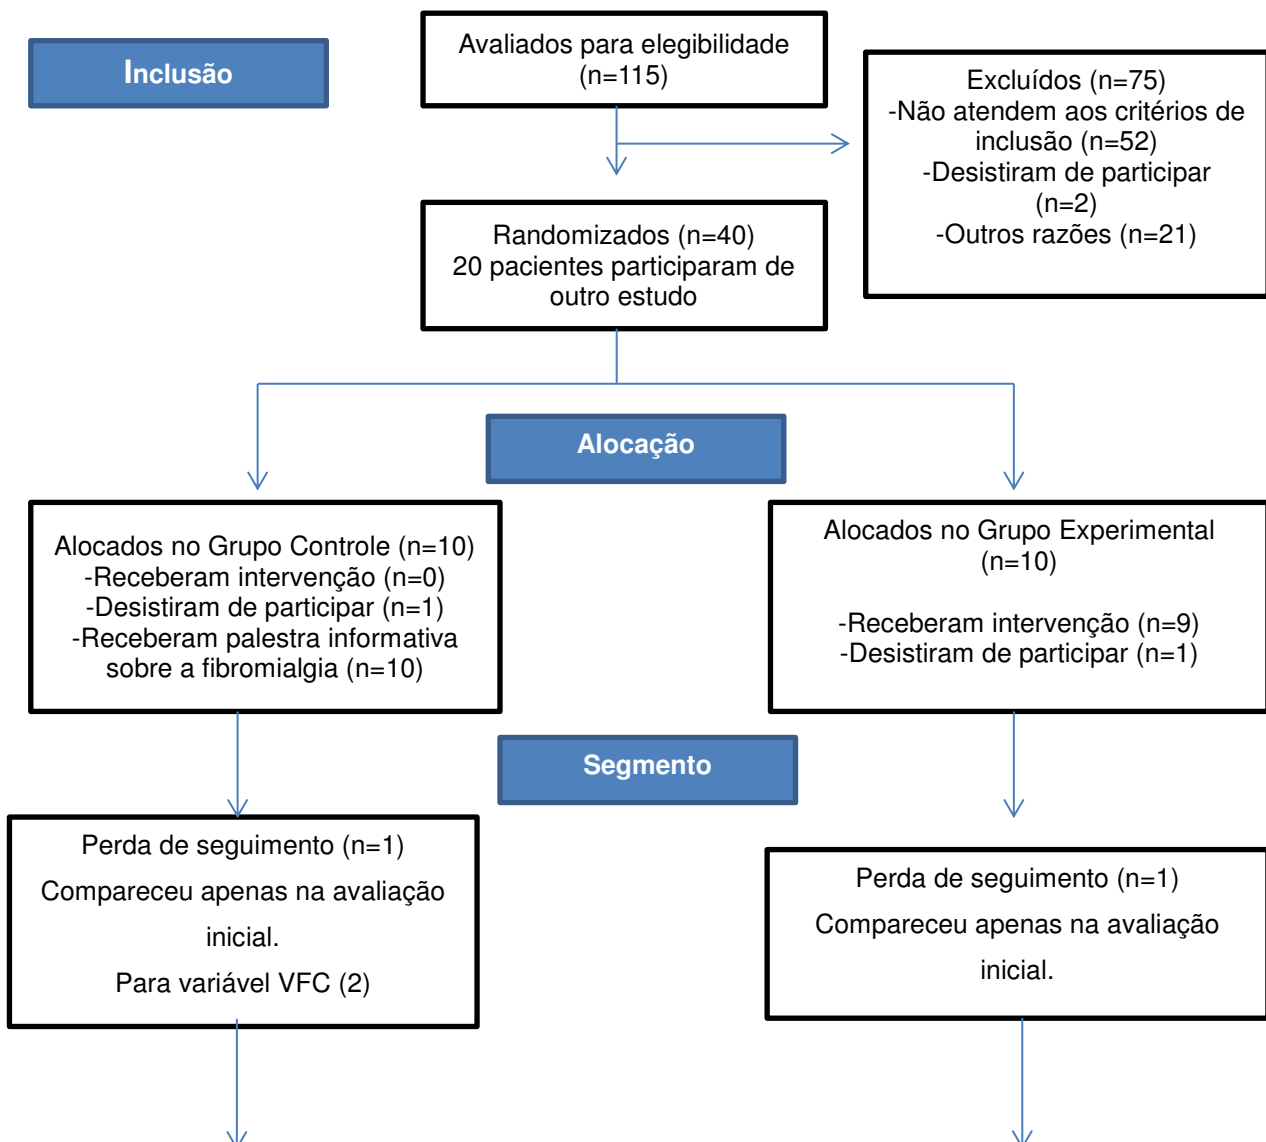 Inclusão
Avaliados para elegibilidade
(n=115)
Excluídos (n=75)
-Não atendem aos critérios de
inclusão (n=52)
-Desistiram de participar
(n=2)
-Outros razões (n=21)
Randomizados (n=40)
20 pacientes participaram de
outro estudo
Alocação
Alocados no Grupo Controle (n=10)
-Receberam intervenção (n=0)
-Desistiram de participar (n=1)
-Receberam palestra informativa
sobre a fibromialgia (n=10)
Alocados no Grupo Experimental
(n=10)
-Receberam intervenção (n=9)
-Desistiram de participar (n=1)
Segmento
Perda de seguimento (n=1)
Compareceu apenas na avaliação
inicial.
Para variável VFC (2)
Perda de seguimento (n=1)
Compareceu apenas na avaliação
inicial.